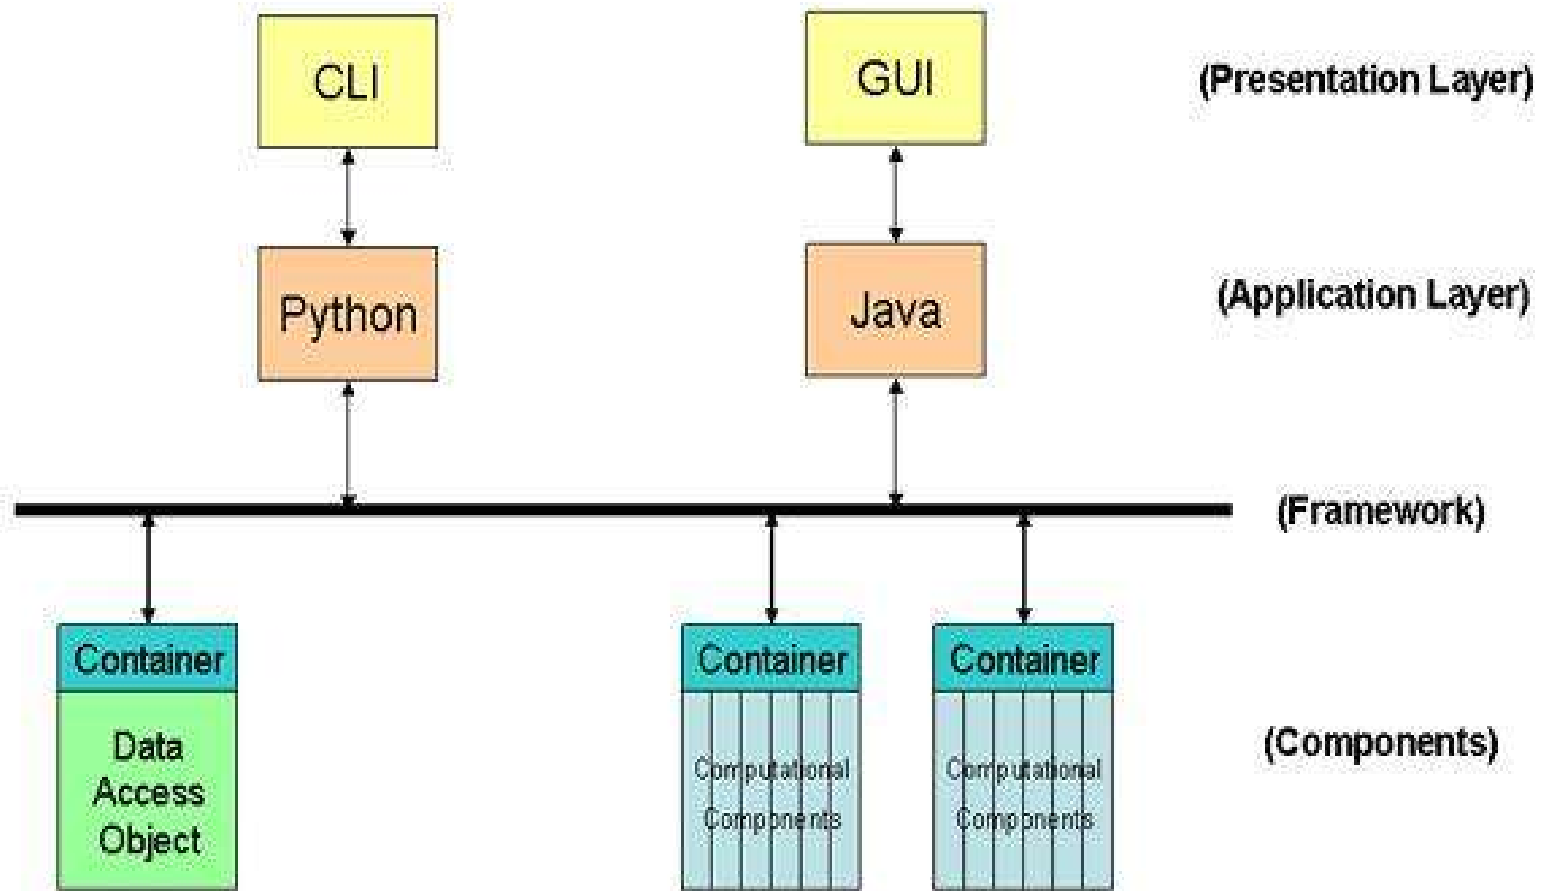 CLI
GUI
(Presentation Layer)
Python
Java
(Application Layer)
(Framework)
Container
Container
Container
Data
Access
Object
Computational
Components
Computational
Components
(Components)